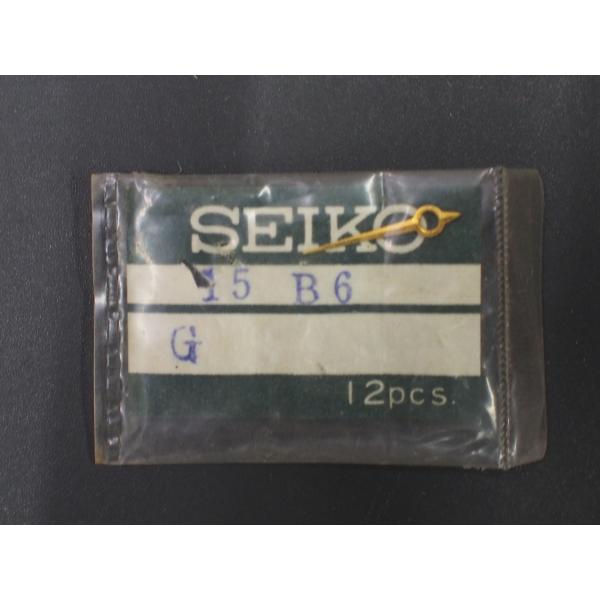 SEIKO
15 B6
G
12pcs.